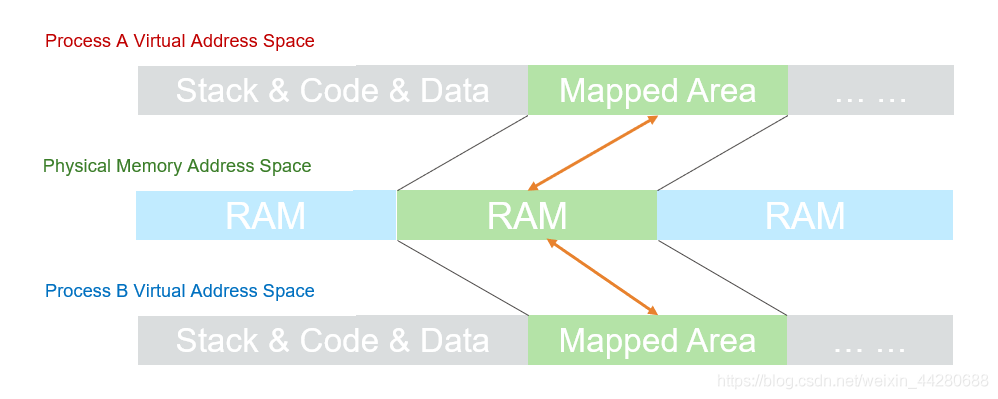 Process A Virtual Address Space
Stack & Code & Data Mapped Area ... ...
Physical Memory Address Space
RAM RAM RAM
Process B Virtual Address Space
Stack & Code & Data Mapped Area ... ...
https://blog.csdn.net/weixin_44280688